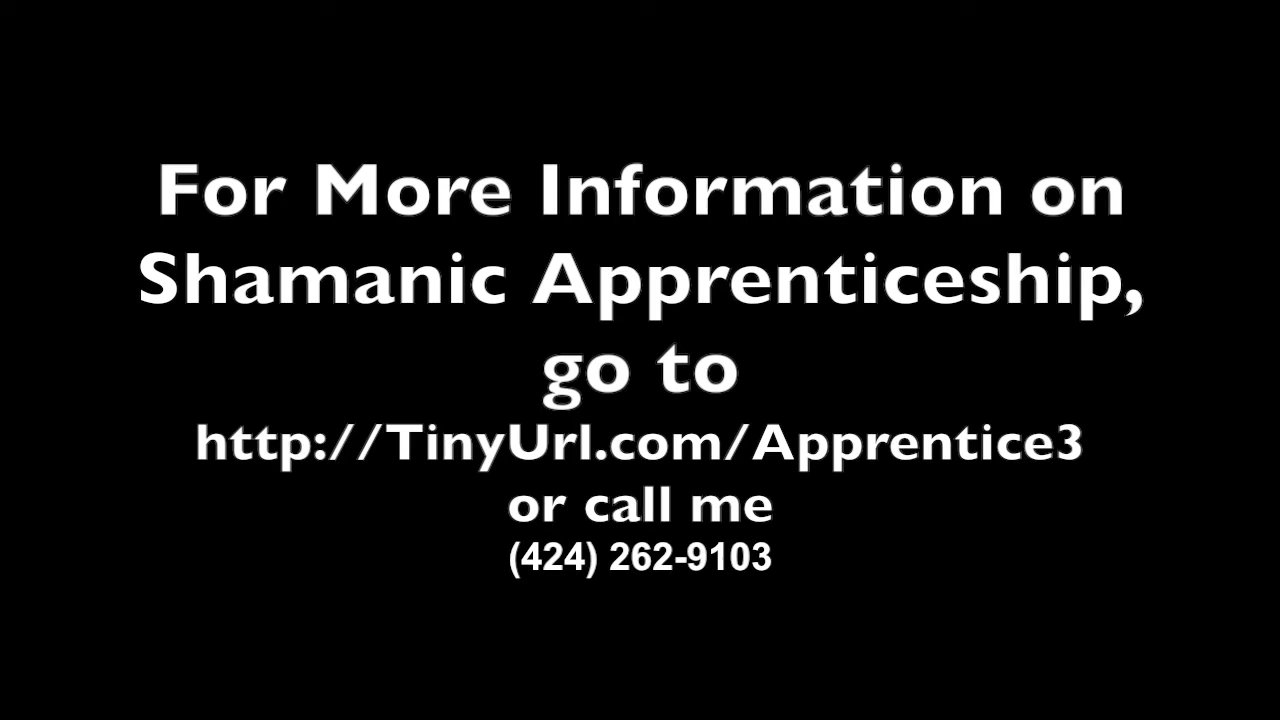 For More Information on
Shamanic Apprenticeship,
go to
http://TinyUrl.com/Apprentice3
or call me
(424) 262-9103